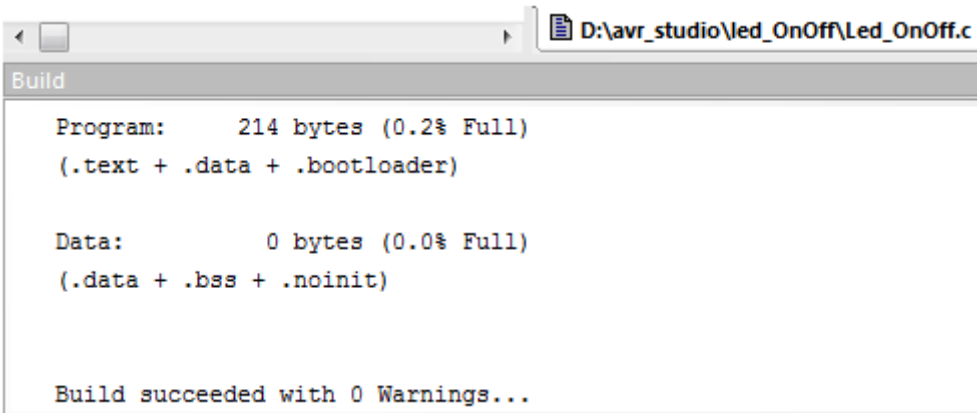 D:\avr_studio\led_OnOff\Led_OnOff.c
Build
Program: 214 bytes (0.2% Full)
(.text + .data + .bootloader)
Data: 0 bytes (0.0% Full)
(.data + .bss + .noinit)
Build succeeded with 0 Warnings...